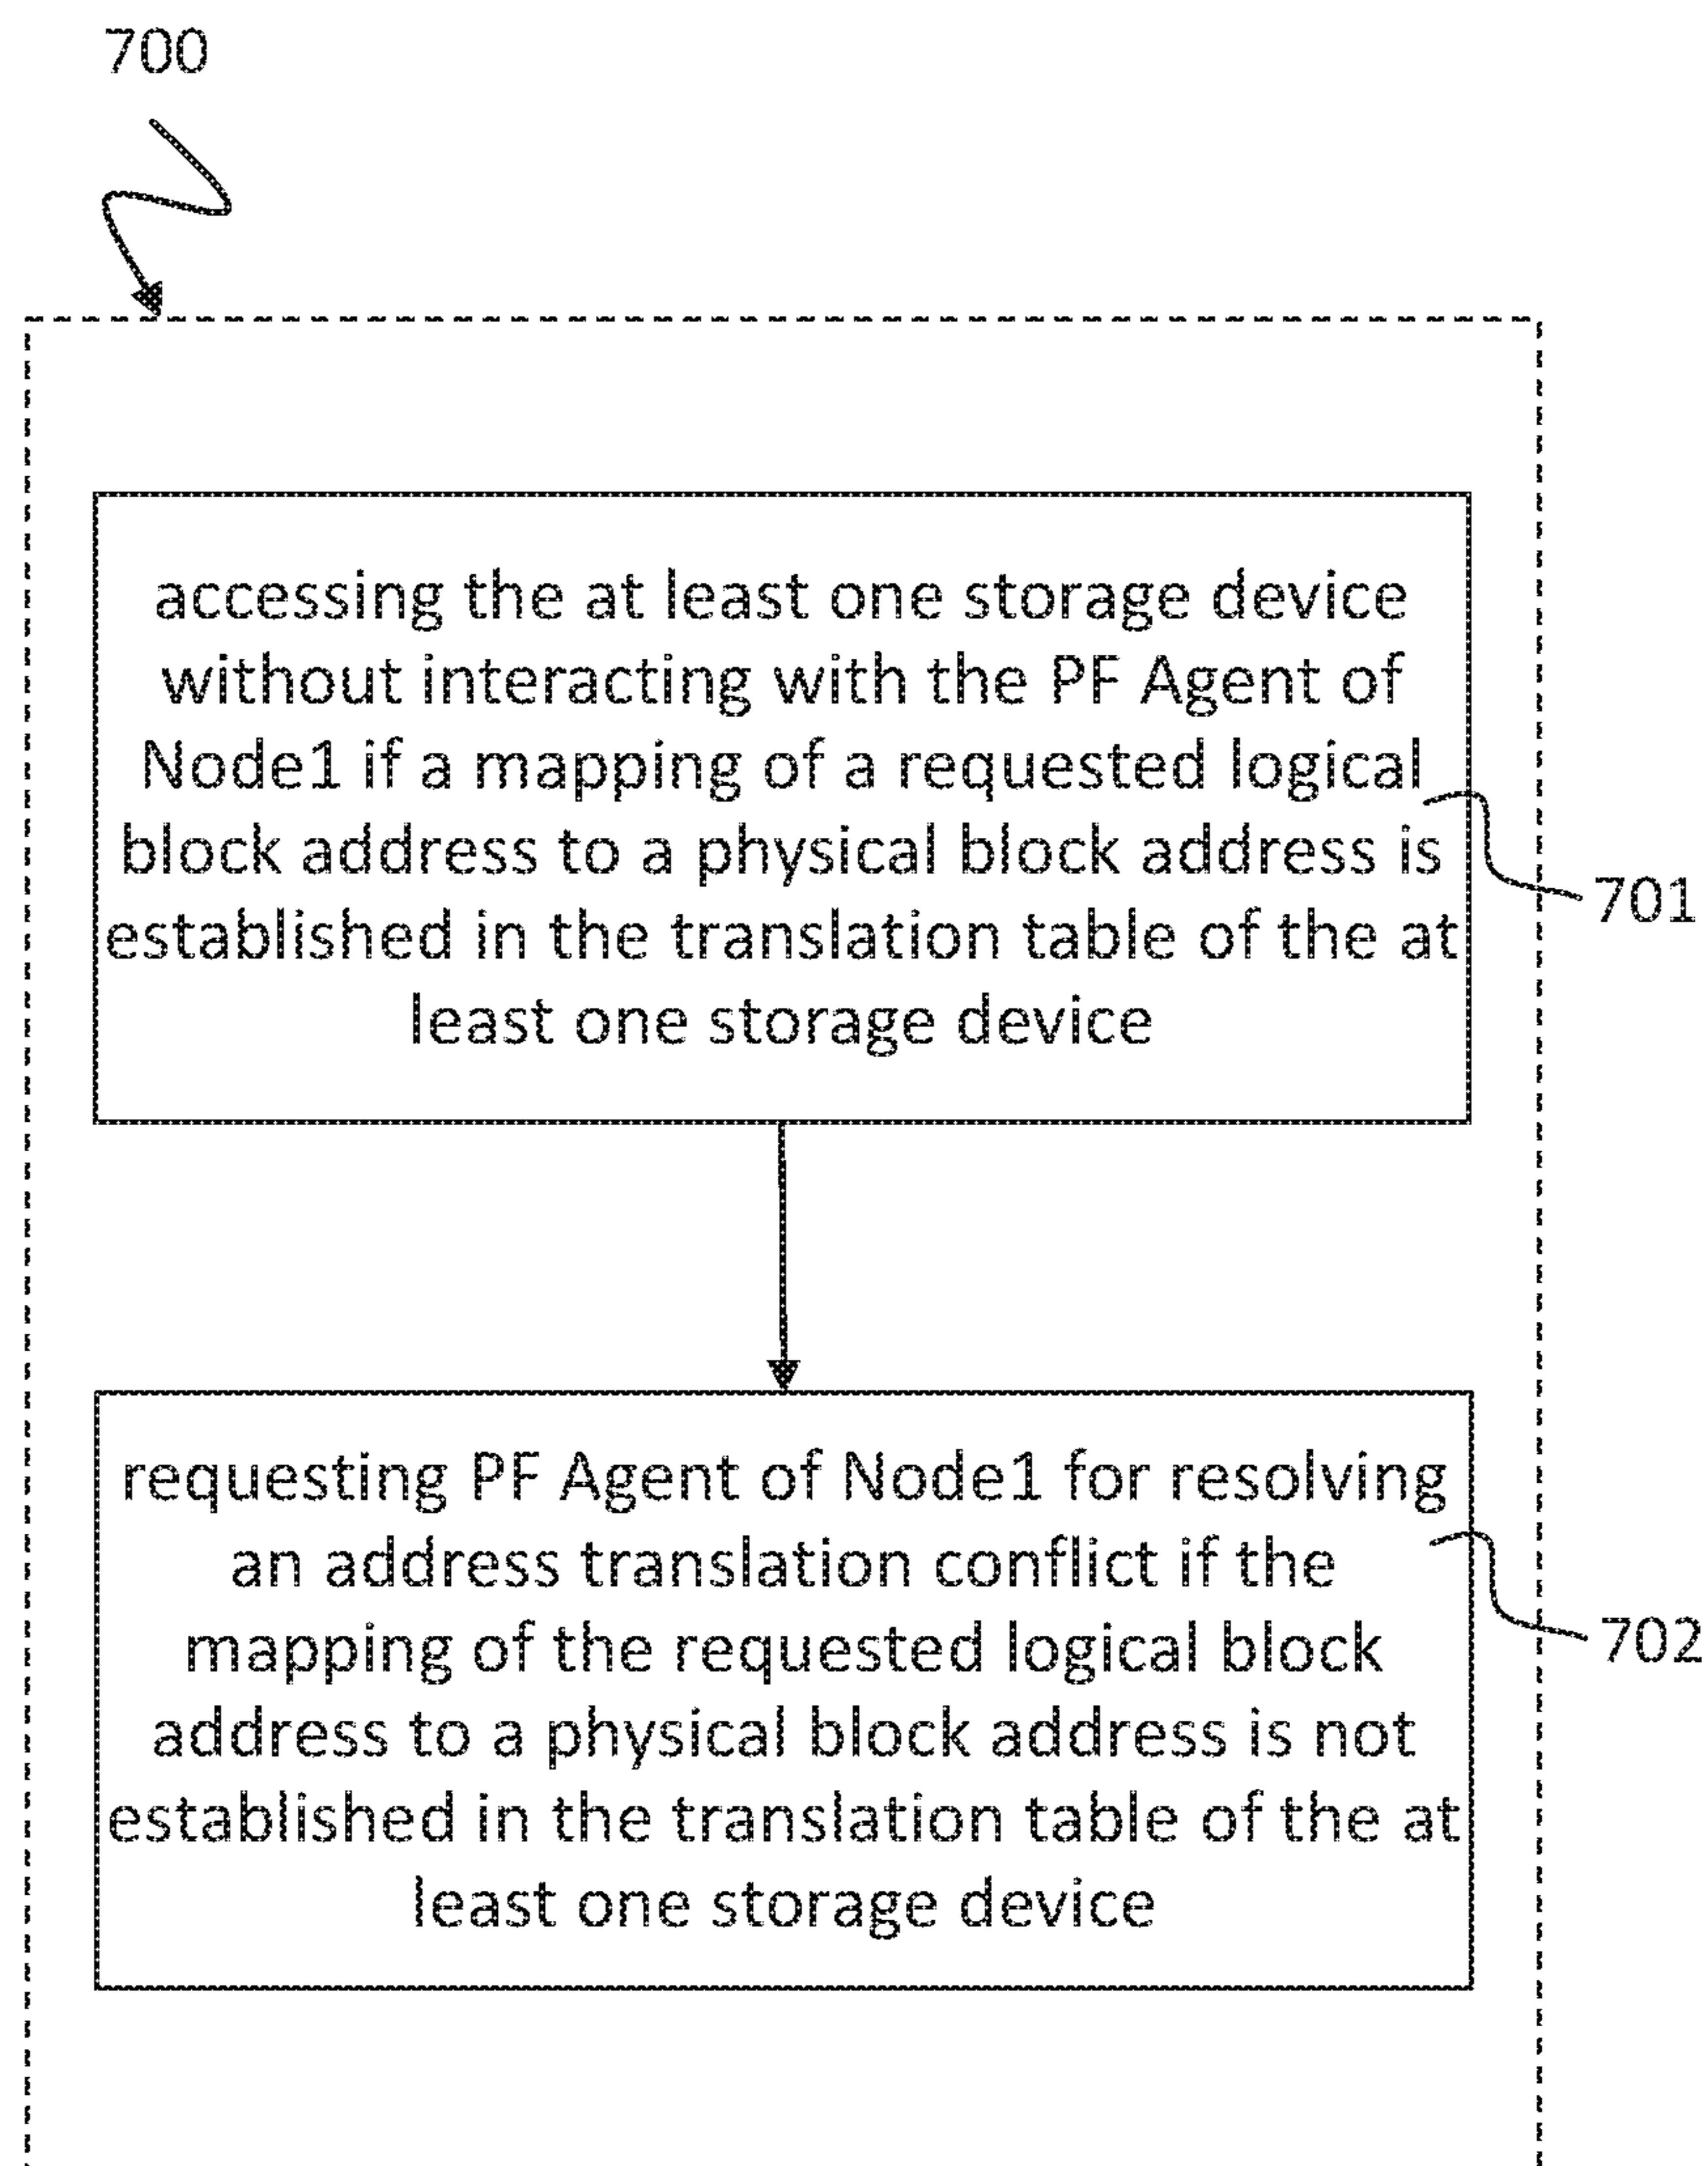 700
accessing the at least one storage device
without interacting with the PF Agent of
Node1 if a mapping of a requested logical
block address to a physical block address is
established in the translation table of the at
least one storage device
701
requesting PF Agent of Node1 for resolving
an address translation conflict if the
mapping of the requested logical block
address to a physical block address is not
established in the translation table of the at
least one storage device
702